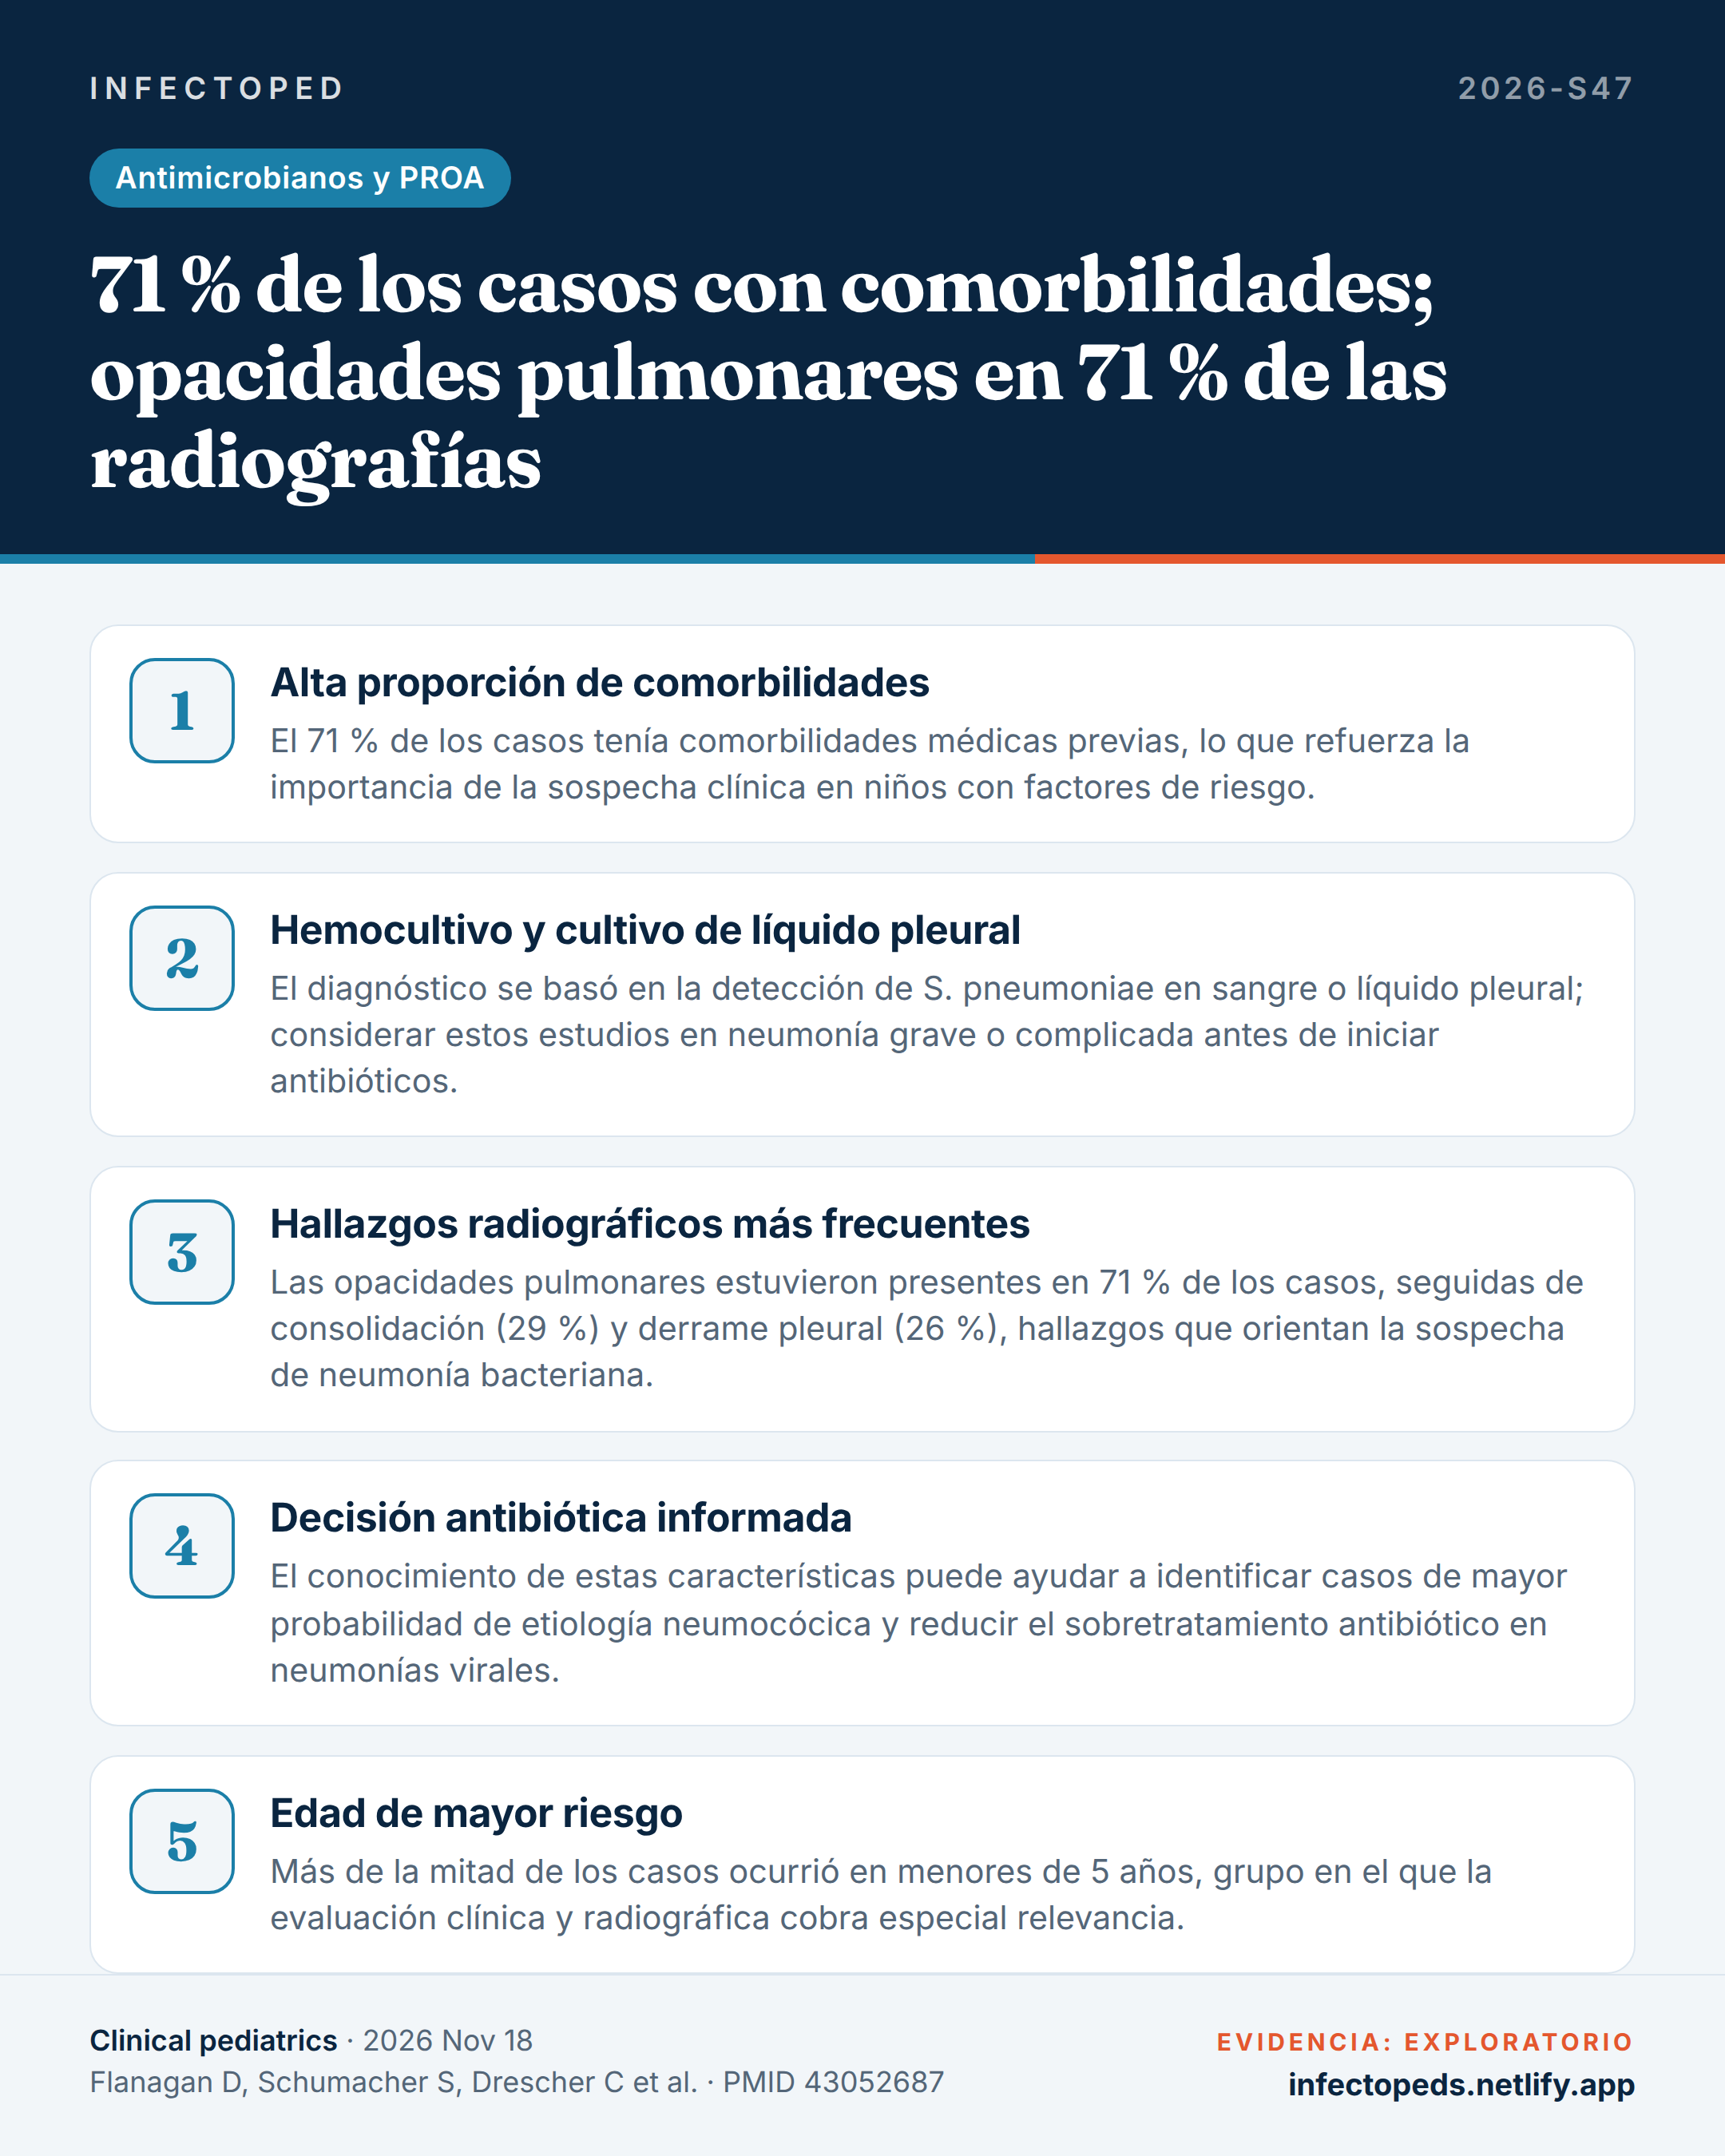 INFECTOPED
2026-S47
Antimicrobianos y PROA
71 % de los casos con comorbilidades;
opacidades pulmonares en 71 % de las
radiografías
1
Alta proporción de comorbilidades
El 71 % de los casos tenía comorbilidades médicas previas, lo que refuerza la
importancia de la sospecha clínica en niños con factores de riesgo.
2
Hemocultivo y cultivo de líquido pleural
El diagnóstico se basó en la detección de S. pneumoniae en sangre o líquido pleural;
considerar estos estudios en neumonía grave o complicada antes de iniciar
antibióticos.
3
Hallazgos radiográficos más frecuentes
Las opacidades pulmonares estuvieron presentes en 71 % de los casos, seguidas de
consolidación (29 %) y derrame pleural (26 %), hallazgos que orientan la sospecha
de neumonía bacteriana.
4
Decisión antibiótica informada
El conocimiento de estas características puede ayudar a identificar casos de mayor
probabilidad de etiología neumocócica y reducir el sobretratamiento antibiótico en
neumonías virales.
5
Edad de mayor riesgo
Más de la mitad de los casos ocurrió en menores de 5 años, grupo en el que la
evaluación clínica y radiográfica cobra especial relevancia.
Clinical pediatrics · 2026 Nov 18
Flanagan D, Schumacher S, Drescher C et al. · PMID 43052687
EVIDENCIA: EXPLORATORIO
infectopeds.netlify.app